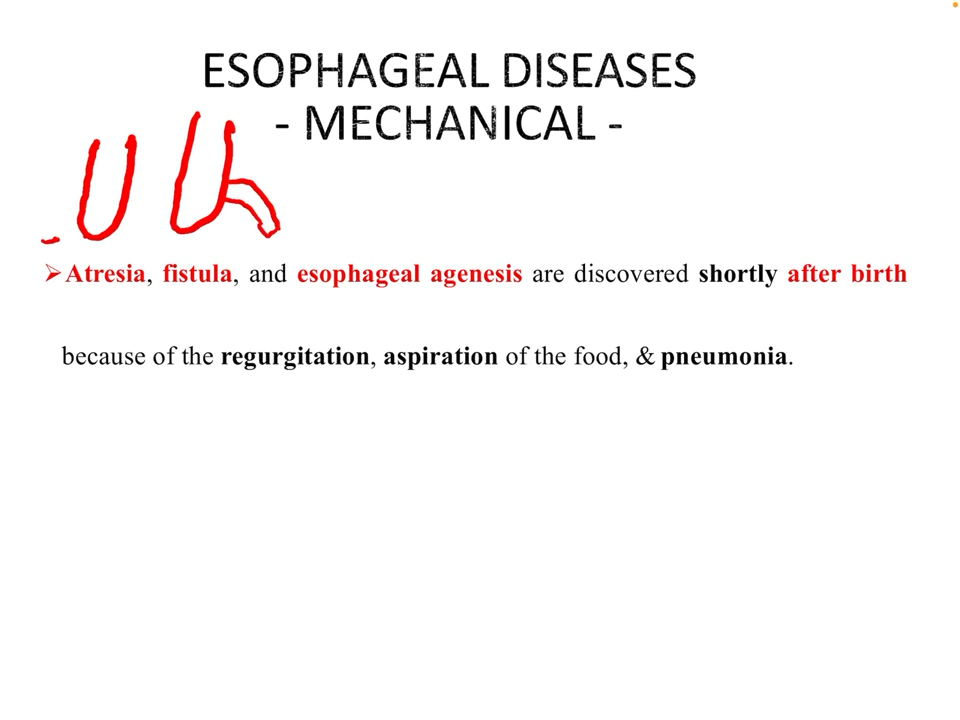 ESOPHAGEAL DISEASES
- MECHANICAL -
➢Atresia, fistula, and esophageal agenesis are discovered shortly after birth
because of the regurgitation, aspiration of the food, & pneumonia.